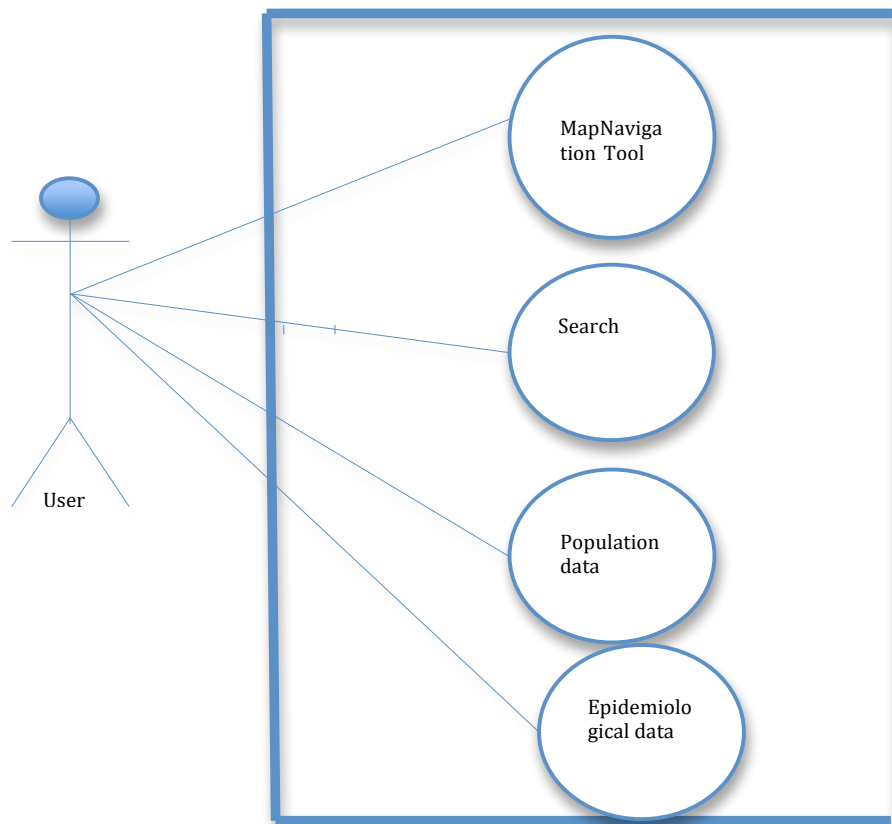 MapNaviga
tion Tool
Search
User
Population
data
Epidemiolo
gical data